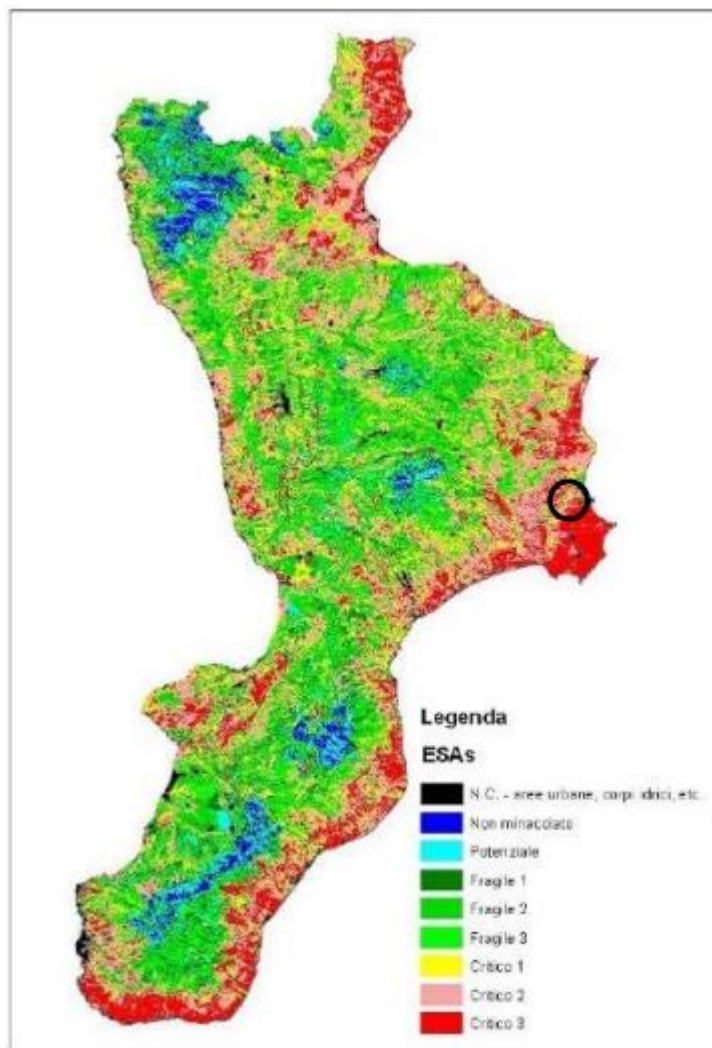 Legenda
ESAs
N.C. - aree urbane, corpi idrici, etc.
Non minacciato
Potenziale
Fragile 1
Fragile 2
Fragile 3
Critico 1
Critico 2
Critico 3